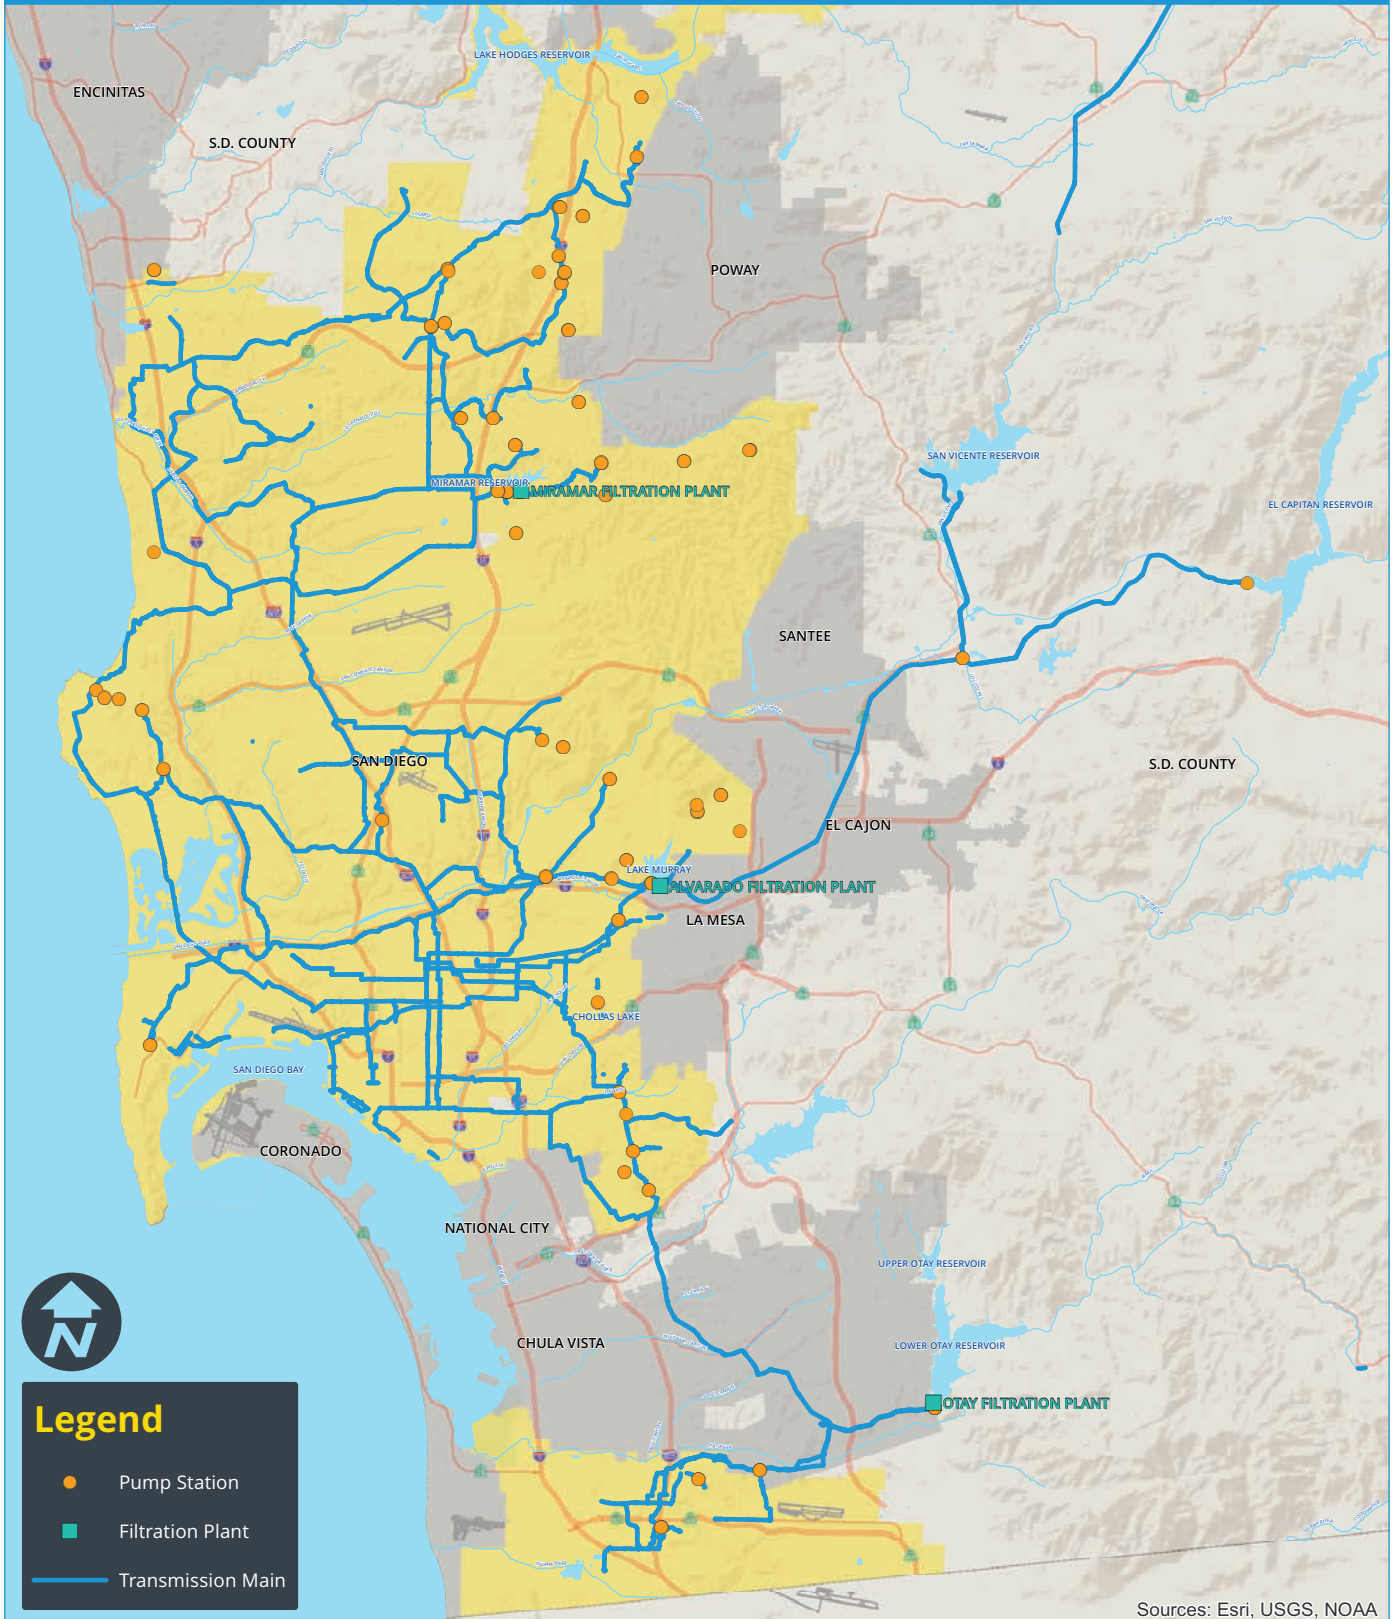 LAKE HODGES RESERVOIR
ENCINITAS
S.D. COUNTY
POWAY
SAN VICENTE RESERVOIR
MIRAMAR RESERVOIR
MIRAMAR FILTRATION PLANT
EL CAPITAN RESERVOIR
SANTEE
SAN DIEGO
S.D. COUNTY
EL CAJON
LAKE MURRAY
ALVARADO FILTRATION PLANT
LA MESA
CHOLLAS LAKE
SAN DIEGO BAY
CORONADO
NATIONAL CITY
UPPER OTAY RESERVOIR
CHULA VISTA
LOWER OTAY RESERVOIR
OTAY FILTRATION PLANT
N
Legend
Pump Station
Filtration Plant
Transmission Main
Sources: Esri, USGS, NOAA